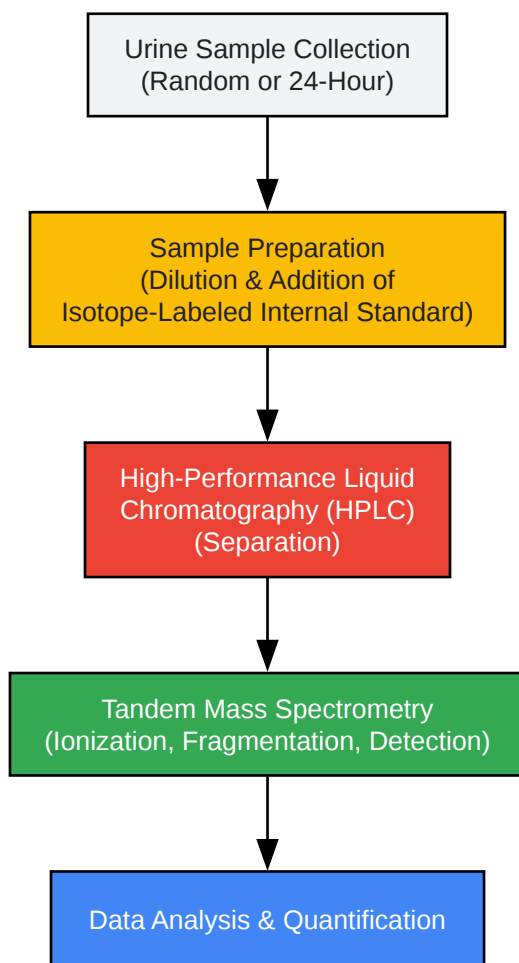 Urine Sample Collection
(Random or 24-Hour)
Sample Preparation
(Dilution & Addition of
Isotope-Labeled Internal Standard)
High-Performance Liquid
Chromatography (HPLC)
(Separation)
Tandem Mass Spectrometry
(Ionization, Fragmentation, Detection)
Data Analysis & Quantification